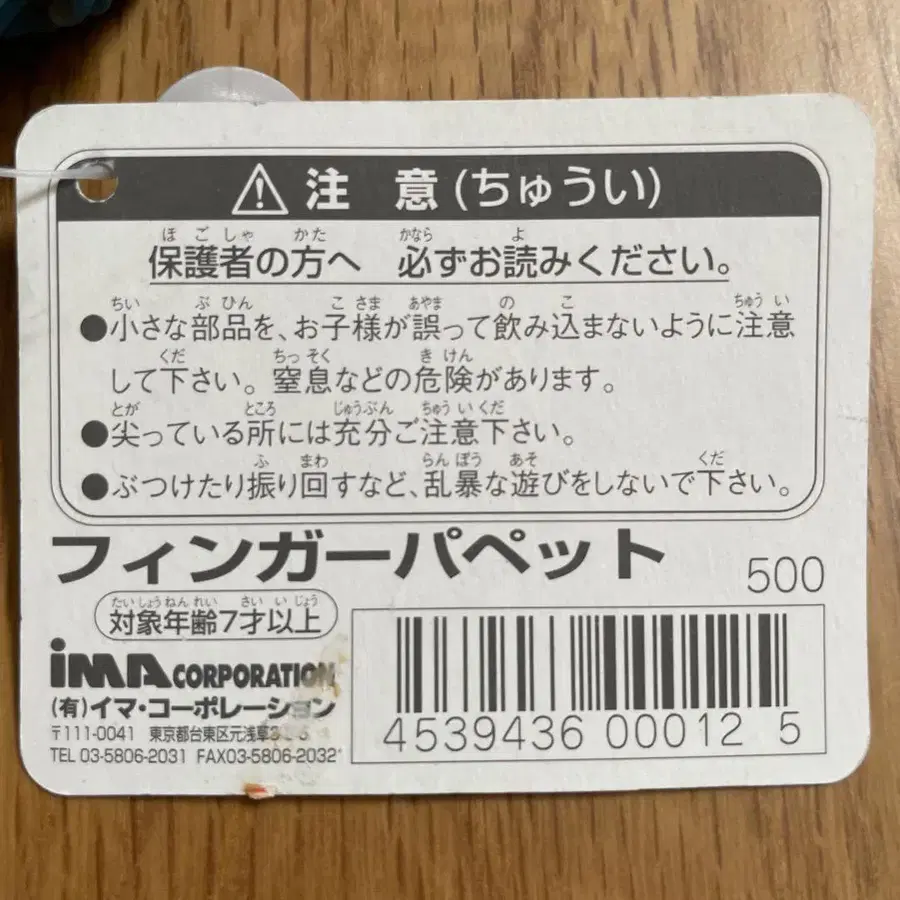 ⚠ 注 意(ちゅうい)
保護者の方へ 必ずお読みください。
●小さな部品を、お子様が誤って飲み込まないように注意
して下さい。窒息などの危険があります。
●尖っている所には充分ご注意下さい。
●ぶつけたり振り回すなど、乱暴な遊びをしないで下さい。
フィンガーパペット
500
対象年齢7才以上
iMA CORPORATION
(有)イマ・コーポレーション
〒111-0041 東京都台東区元浅草
TEL 03-5806-2031 FAX03-5806-2032
4539436 00012 5